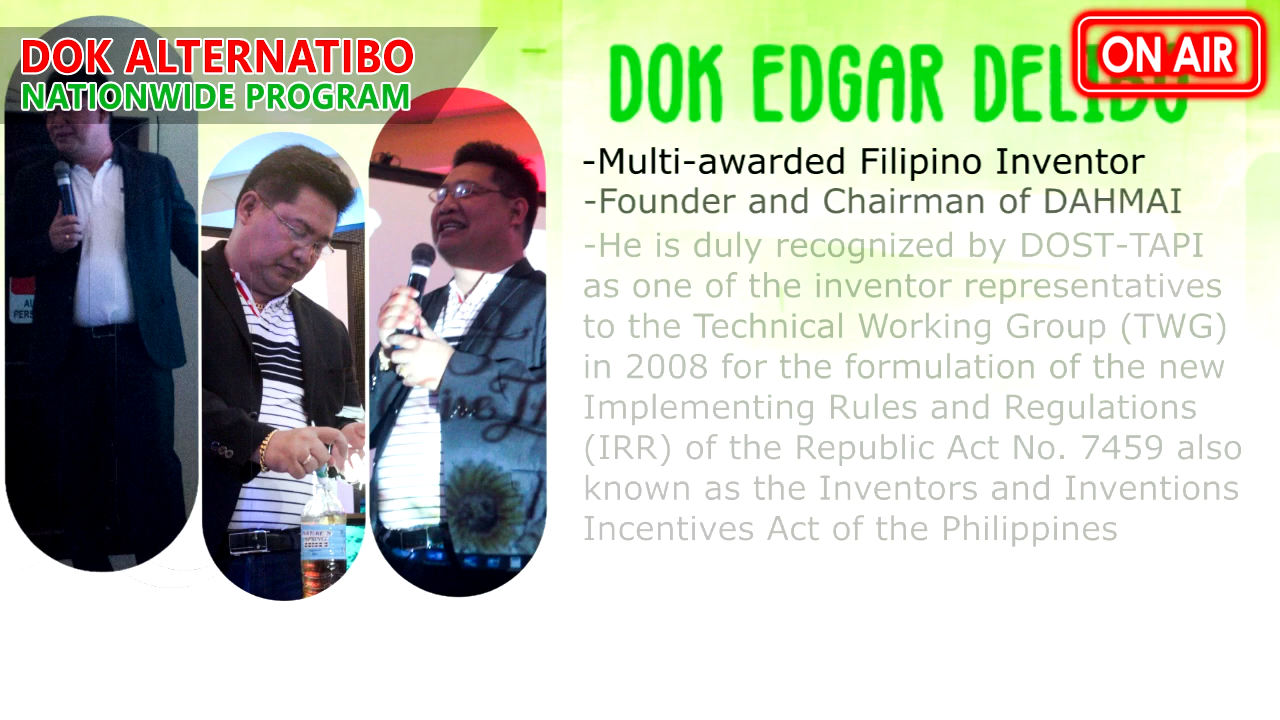 DOK ALTERNATIBO
NATIONWIDE PROGRAM
DOK EDGAR
ON AIR
-Multi-awarded Filipino Inventor
-Founder and Chairman of DAHMAI
-He is duly recognized by DOST-TAPI
as one of the inventor representatives
to the Technical Working Group (TWG)
in 2008 for the formulation of the new
Implementing Rules and Regulations
(IRR) of the Republic Act No. 7459 also
known as the Inventors and Inventions
Incentives Act of the Philippines